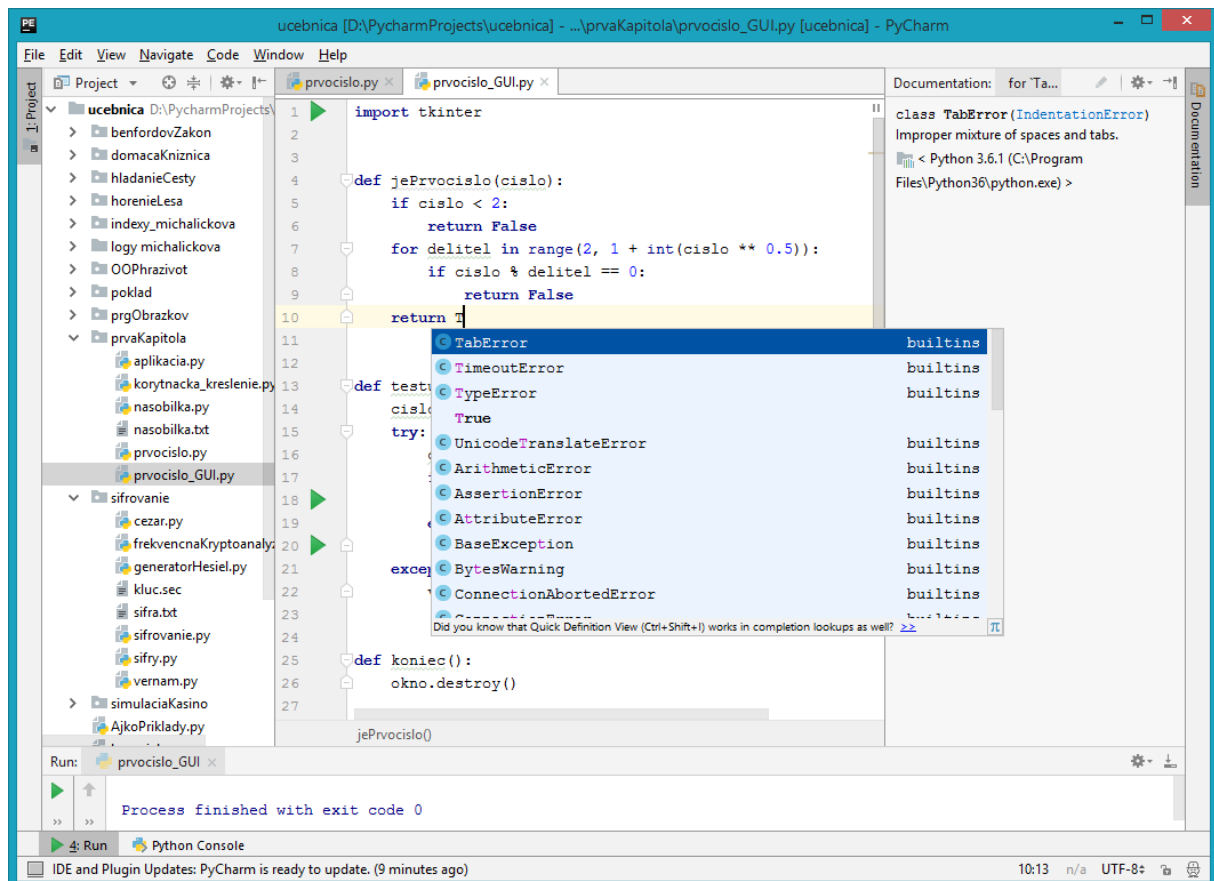 PE
ucebnica [D:\PycharmProjects\ucebnica] - ...\prvaKapitola\prvocislo_GUI.py [ucebnica] - PyCharm
File Edit View Navigate Code Window Help
1: Project
Project
ucebnica D:\PycharmProjects\
benfordovZakon
domacaKniznica
hladanieCesty
horenieLesa
indexy_michalickova
logy michalickova
OOPhrazivot
poklad
prgObrazkov
prvaKapitola
aplikacia.py
korytnacka_kreslenie.py
nasobilka.py
nasobilka.txt
prvocislo.py
prvocislo_GUI.py
sifrovanie
cezar.py
frekvencnaKryptoanalyz
generatorHesiel.py
kluc.sec
sifra.txt
sifrovanie.py
sifry.py
vernam.py
simulaciaKasino
AjkoPriklady.py
prvocislo.py prvocislo_GUI.py
1 import tkinter
2
3
4 def jePrvocislo(cislo):
5 if cislo < 2:
6 return False
7 for delitel in range(2, 1 + int(cislo ** 0.5)):
8 if cislo % delitel == 0:
9 return False
10 return T
11
12
13 def testu
14 cislo
15 try:
16
17
18
19
20
21 excep
22
23
24
25 def koniec():
26 okno.destroy()
27
TabError builtins
TimeoutError builtins
TypeError builtins
True
UnicodeTranslateError builtins
ArithmeticError builtins
AssertionError builtins
AttributeError builtins
BaseException builtins
BytesWarning builtins
ConnectionAbortedError builtins
Did you know that Quick Definition View (Ctrl+Shift+I) works in completion lookups as well? >> π
jePrvocislo()
Documentation: for `Ta...
class TabError(IndentationError)
Improper mixture of spaces and tabs.
< Python 3.6.1 (C:\Program
Files\Python36\python.exe) >
Documentation
Run: prvocislo_GUI
Process finished with exit code 0
4: Run Python Console
IDE and Plugin Updates: PyCharm is ready to update. (9 minutes ago) 10:13 n/a UTF-8